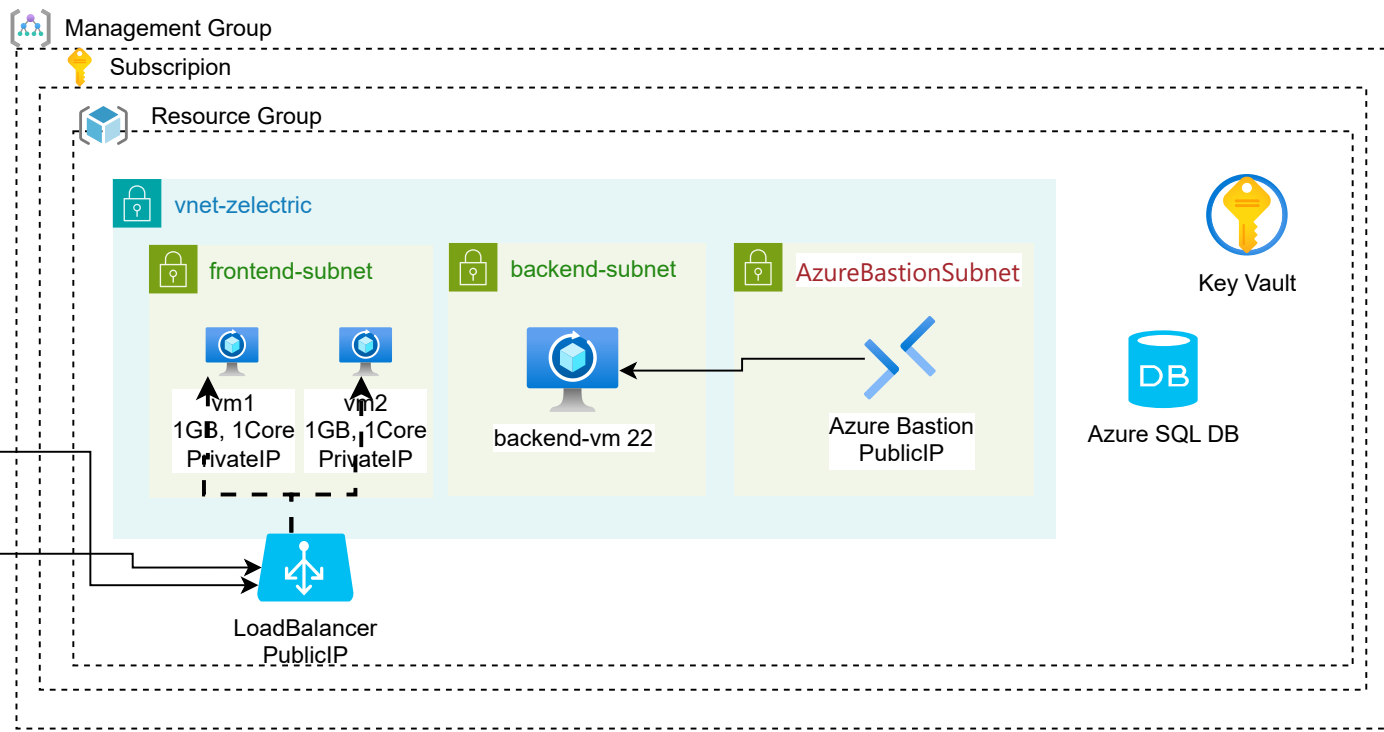 Management Group
Subscripion
Resource Group
vnet-zelectric
frontend-subnet
backend-subnet
AzureBastionSubnet
Key Vault
vm1
1GB, 1Core
PrivateIP
vm2
1GB, 1Core
PrivateIP
backend-vm 22
Azure Bastion
PublicIP
DB
Azure SQL DB
LoadBalancer
PublicIP